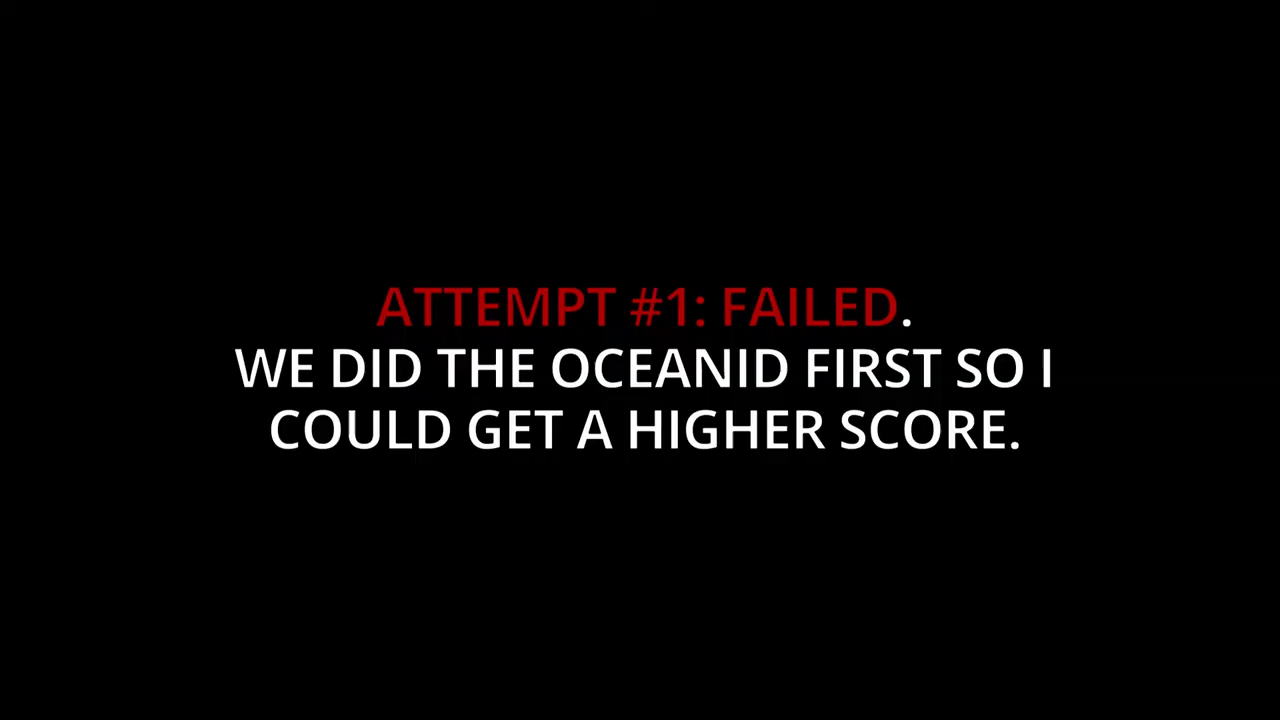 ATTEMPT #1: FAILED.
WE DID THE OCEANID FIRST SO I
COULD GET A HIGHER SCORE.